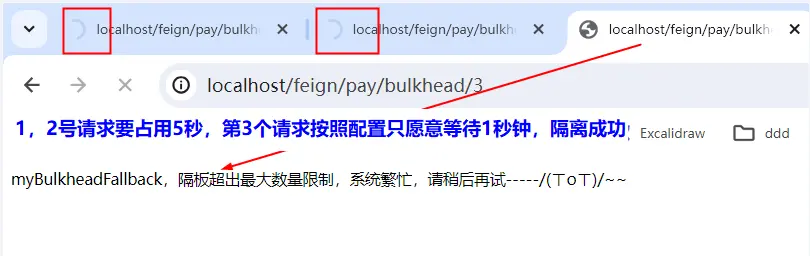 localhost/feign/pay/bulkhe
localhost/feign/pay/bulkhe
localhost/feign/pay/bulkhe
localhost/feign/pay/bulkhead/3
1，2号请求要占用5秒，第3个请求按照配置只愿意等待1秒钟，隔离成功
Excalidraw
ddd
myBulkheadFallback，隔板超出最大数量限制，系统繁忙，请稍后再试-----/(ㄒoㄒ)/~~